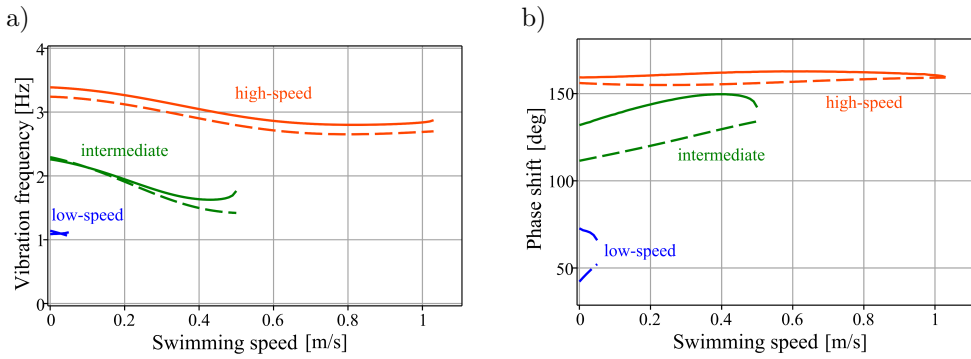 a)
4
3
2
1
0
Vibration frequency [Hz]
high-speed
intermediate
low-speed
0 0.2 0.4 0.6 0.8 1
Swimming speed [m/s]
b)
150
100
50
Phase shift [deg]
high-speed
intermediate
low-speed
0 0.2 0.4 0.6 0.8 1
Swimming speed [m/s]